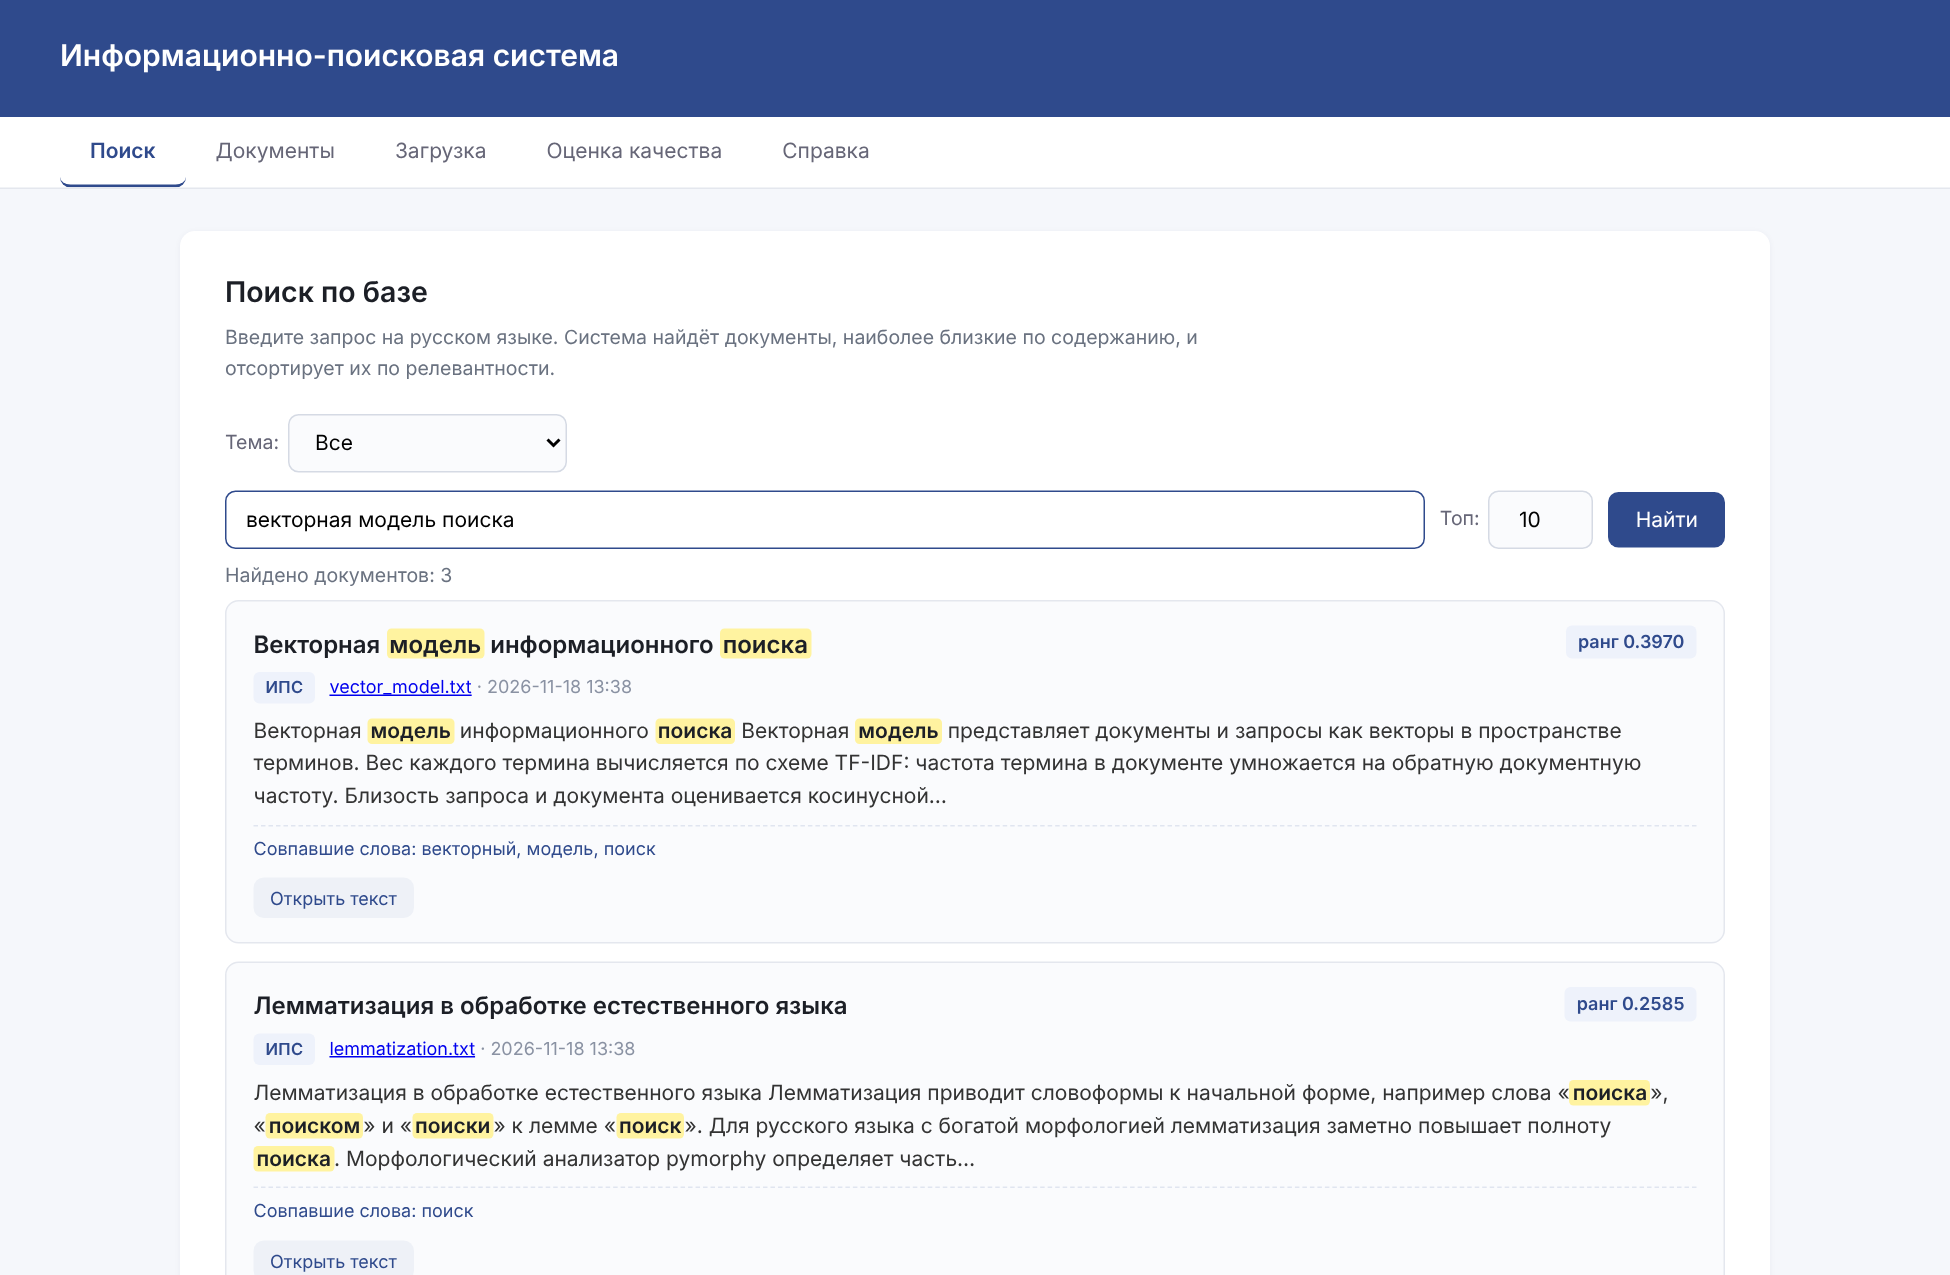 Информационно-поисковая система
Поиск Документы Загрузка Оценка качества Справка
Поиск по базе
Введите запрос на русском языке. Система найдёт документы, наиболее близкие по содержанию, и
отсортирует их по релевантности.
Тема: Все
векторная модель поиска Топ: 10 Найти
Найдено документов: 3
Векторная модель информационного поиска ранг 0.3970
ИПС vector_model.txt · 2026-11-18 13:38
Векторная модель информационного поиска Векторная модель представляет документы и запросы как векторы в пространстве
терминов. Вес каждого термина вычисляется по схеме TF-IDF: частота термина в документе умножается на обратную документную
частоту. Близость запроса и документа оценивается косинусной...
Совпавшие слова: векторный, модель, поиск
Открыть текст
Лемматизация в обработке естественного языка ранг 0.2585
ИПС lemmatization.txt · 2026-11-18 13:38
Лемматизация в обработке естественного языка Лемматизация приводит словоформы к начальной форме, например слова «поиска»,
«поиском» и «поиски» к лемме «поиск». Для русского языка с богатой морфологией лемматизация заметно повышает полноту
поиска. Морфологический анализатор pymorphy определяет часть...
Совпавшие слова: поиск
Открыть текст